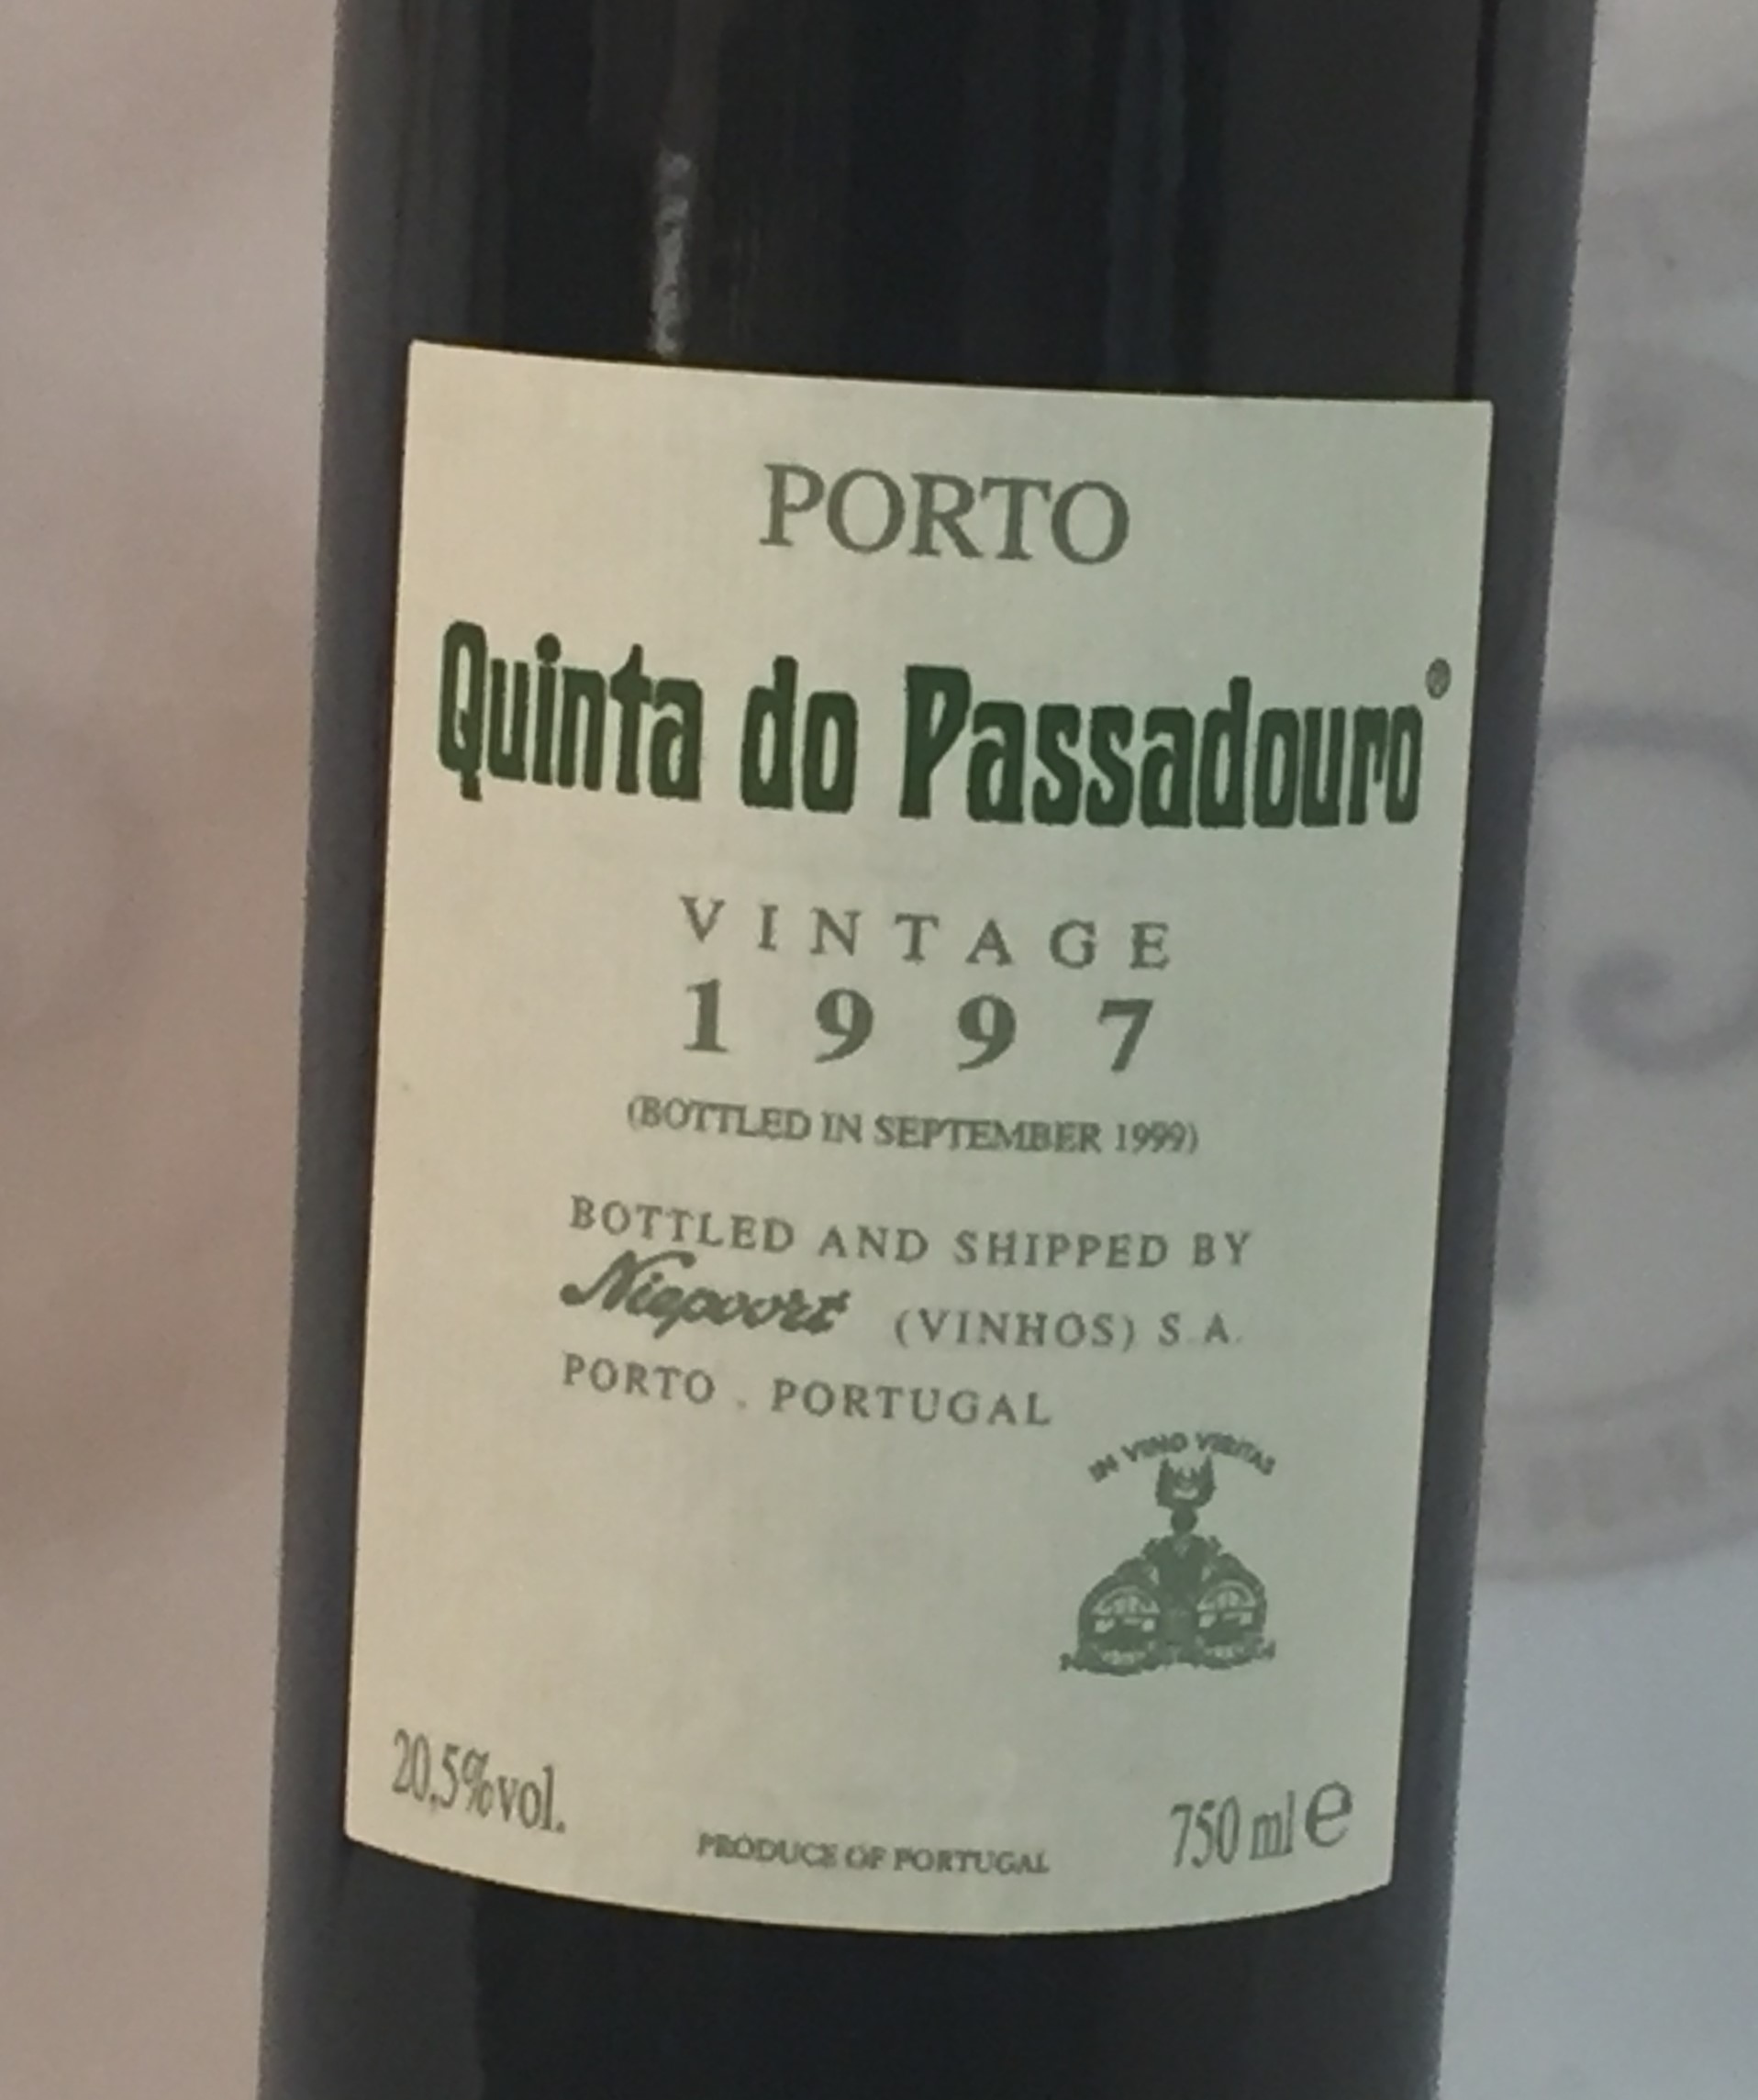 PORTO
Quinta do Passadouro®
VINTAGE
1997
(BOTTLED IN SEPTEMBER 1999)
BOTTLED AND SHIPPED BY
Niepoort (VINHOS) S.A.
PORTO . PORTUGAL
IN VINO VERITAS
20,5%vol.
PRODUCE OF PORTUGAL
750 ml e